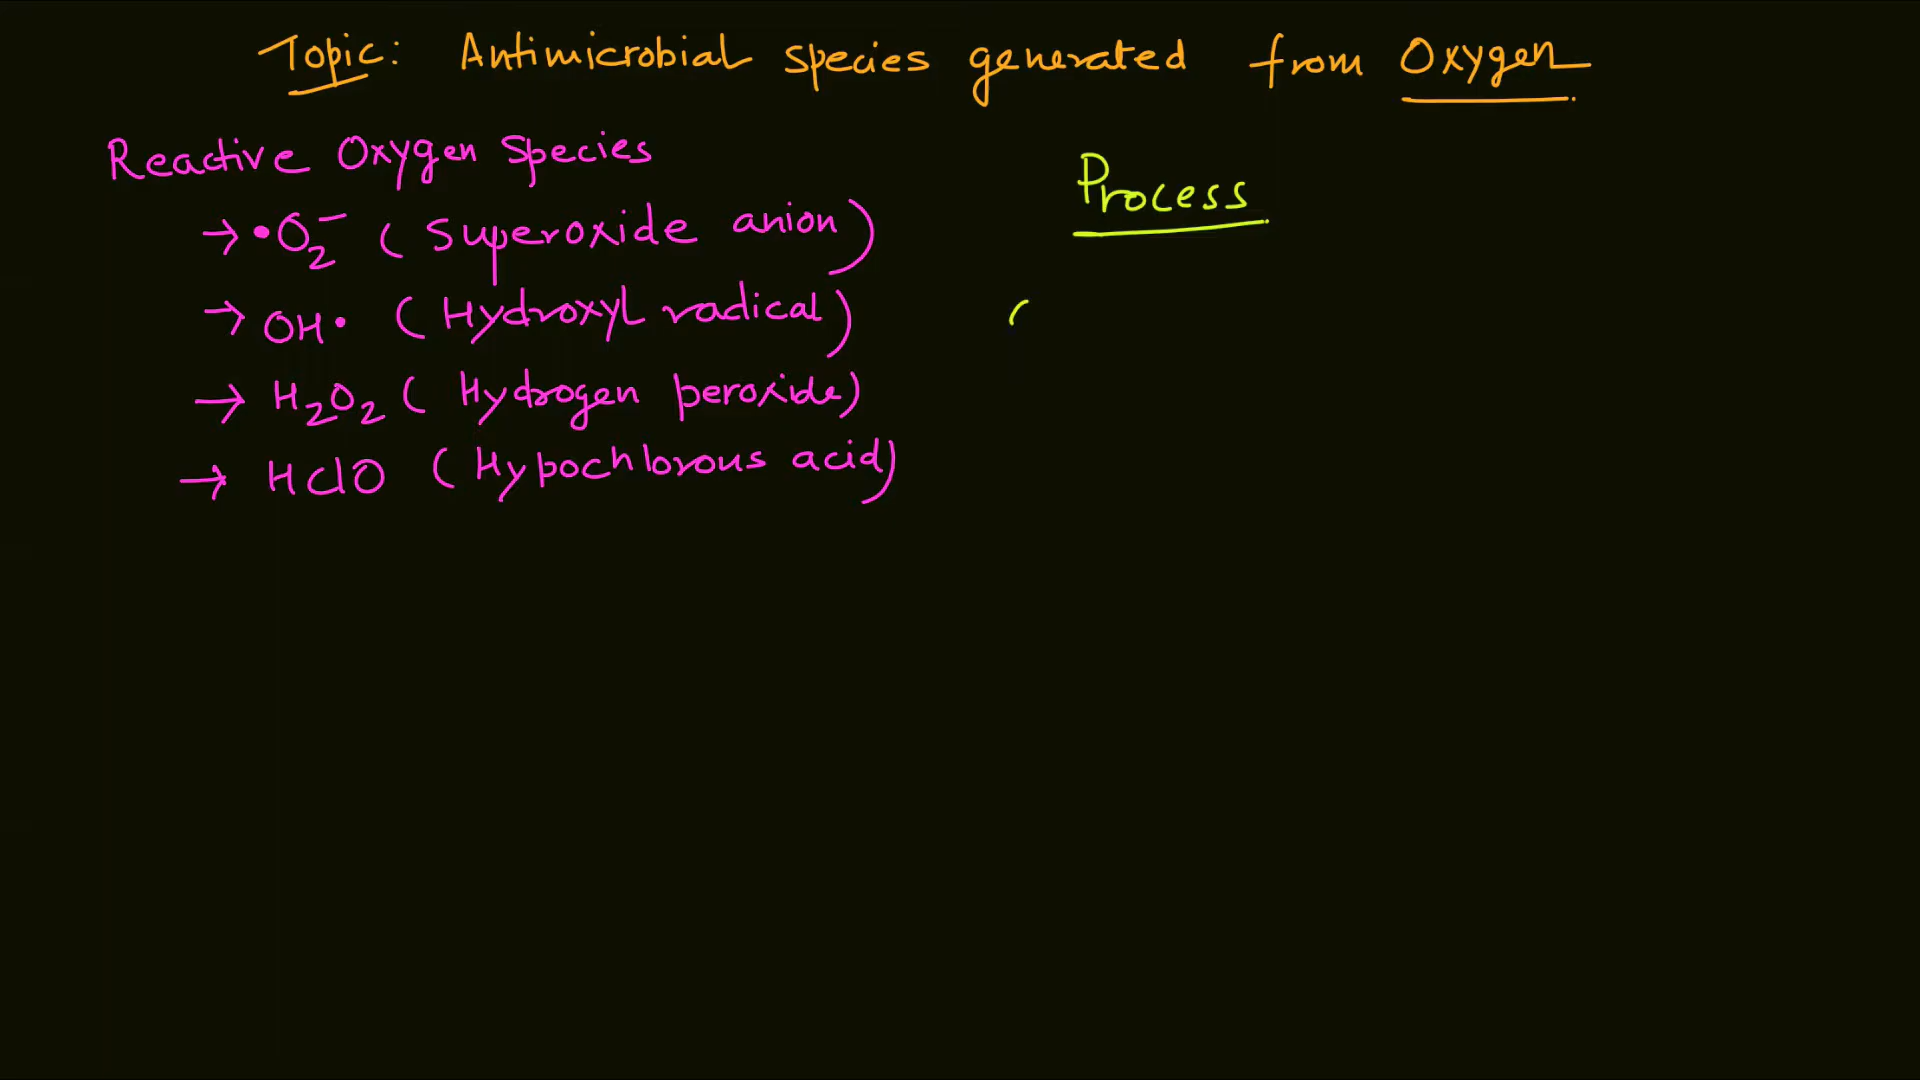 Topic: Antimicrobial species generated from Oxygen
Reactive Oxygen Species
→ •O₂⁻ (Superoxide anion)
→ OH• (Hydroxyl radical)
→ H₂O₂ (Hydrogen peroxide)
→ HClO (Hypochlorous acid)
Process
(